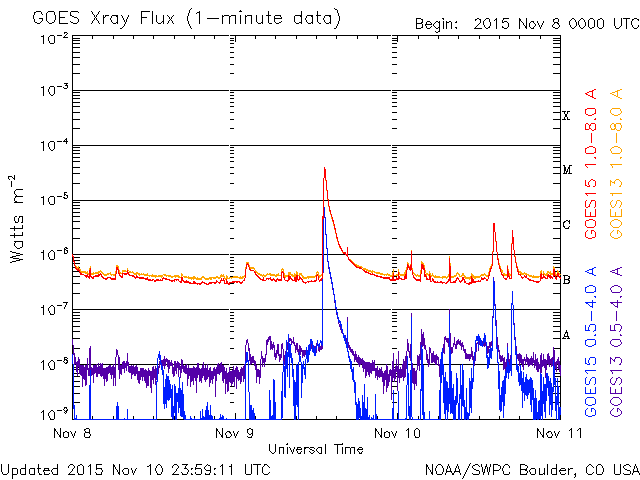 GOES Xray Flux (1-minute data)
Begin: 2015 Nov 8 0000 UTC
10-2
10-3
10-4
10-5
10-6
10-7
10-8
10-9
Watts m-2
X
M
C
B
A
GOES15 1.0-8.0 A
GOES13 1.0-8.0 A
GOES15 0.5-4.0 A
GOES13 0.5-4.0 A
Nov 8
Nov 9
Nov 10
Nov 11
Universal Time
Updated 2015 Nov 10 23:59:11 UTC
NOAA/SWPC Boulder, CO USA